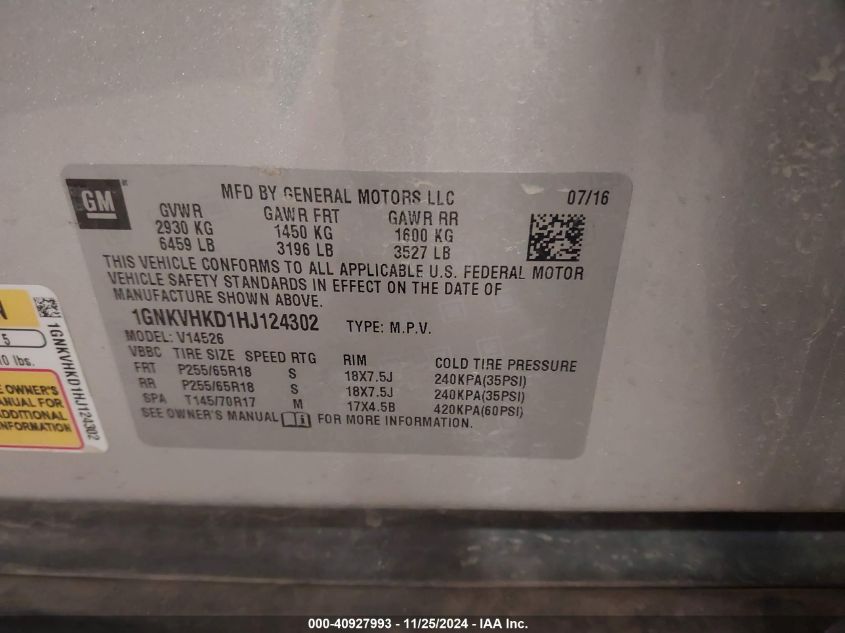 GM
MFD BY GENERAL MOTORS LLC 07/16
GVWR GAWR FRT GAWR RR
2930 KG 1450 KG 1600 KG
6459 LB 3196 LB 3527 LB
THIS VEHICLE CONFORMS TO ALL APPLICABLE U.S. FEDERAL MOTOR
VEHICLE SAFETY STANDARDS IN EFFECT ON THE DATE OF
MANUFACTURE SHOWN ABOVE.
1GNKVHKD1HJ124302 TYPE: M.P.V.
MODEL: V14526
VBBC TIRE SIZE SPEED RTG RIM COLD TIRE PRESSURE
FRT P255/65R18 S 18X7.5J 240KPA(35PSI)
RR P255/65R18 S 18X7.5J 240KPA(35PSI)
SPA T145/70R17 M 17X4.5B 420KPA(60PSI)
SEE OWNER'S MANUAL FOR MORE INFORMATION.
N
5
0 lbs.
OWNER'S
FOR
ADDITIONAL
INFORMATION
1GNKVHKD1HJ124302
000-40927993 - 11/25/2024 - IAA Inc.